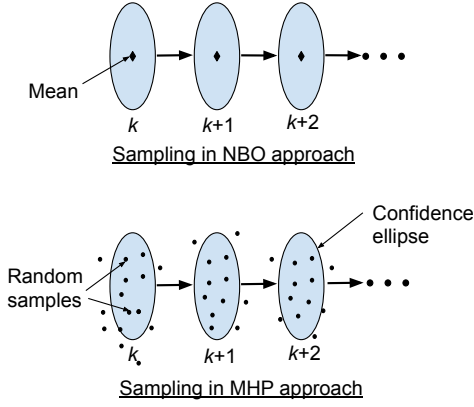 Mean
k
k+1
k+2
Sampling in NBO approach
Confidence
ellipse
Random
samples
k
k+1
k+2
Sampling in MHP approach